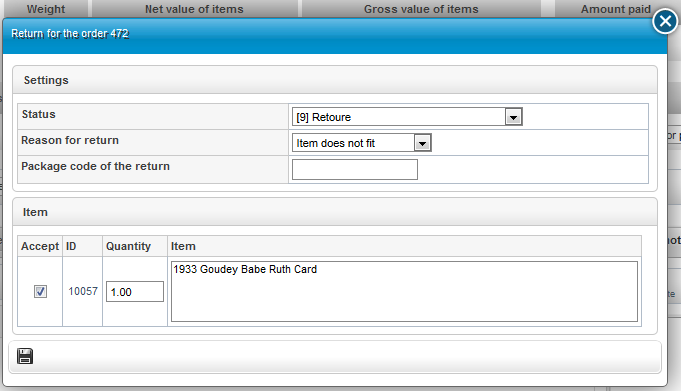 Weight Net value of items Gross value of items Amount paid
Return for the order 472
Settings
Status [9] Retoure
Reason for return Item does not fit
Package code of the return
Item
Accept ID Quantity Item
10057 1.00 1933 Goudey Babe Ruth Card